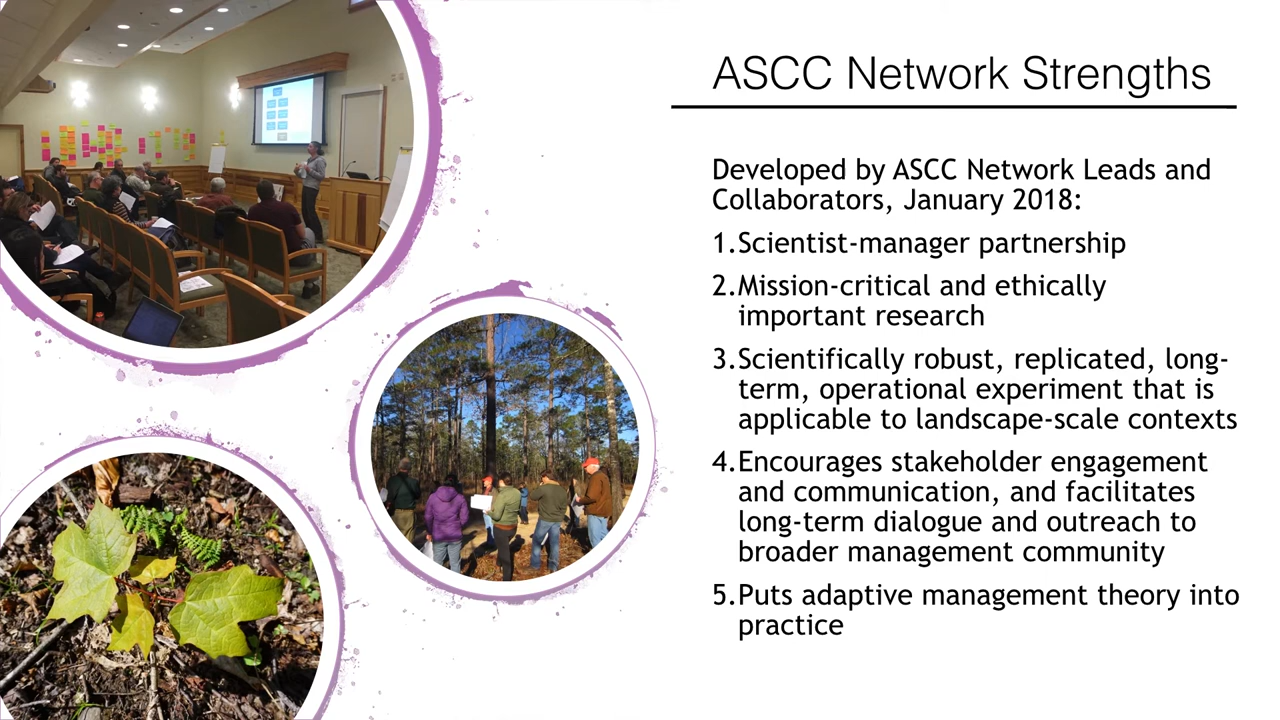 ASCC Network Strengths
Developed by ASCC Network Leads and
Collaborators, January 2018:
1.Scientist-manager partnership
2.Mission-critical and ethically
important research
3.Scientifically robust, replicated, long-
term, operational experiment that is
applicable to landscape-scale contexts
4.Encourages stakeholder engagement
and communication, and facilitates
long-term dialogue and outreach to
broader management community
5.Puts adaptive management theory into
practice